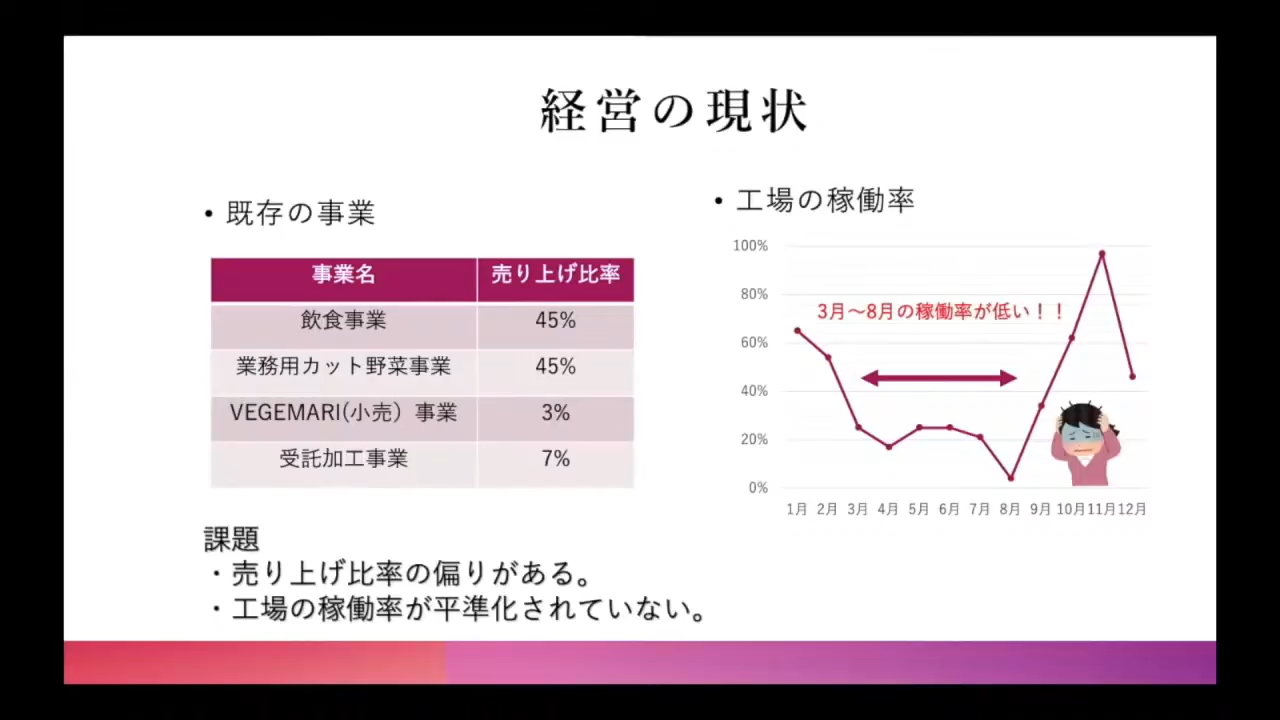 経営の現状
• 既存の事業
事業名 売り上げ比率
飲食事業 45%
業務用カット野菜事業 45%
VEGEMARI(小売）事業 3%
受託加工事業 7%
課題
・売り上げ比率の偏りがある。
・工場の稼働率が平準化されていない。
• 工場の稼働率
100%
80%
60%
40%
20%
0%
3月～8月の稼働率が低い！！
1月 2月 3月 4月 5月 6月 7月 8月 9月 10月 11月 12月